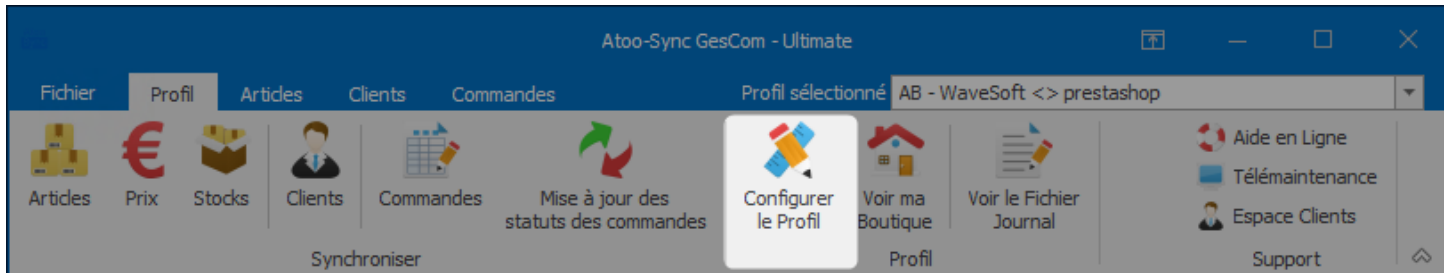 Atoo-Sync GesCom - Ultimate
Fichier Profil Articles Clients Commandes Profil sélectionné AB - WaveSoft <> prestashop
Articles Prix Stocks Clients Commandes Mise à jour des statuts des commandes Configurer le Profil Voir ma Boutique Voir le Fichier Journal
Aide en Ligne
Télémaintenance
Espace Clients
Synchroniser Profil Support